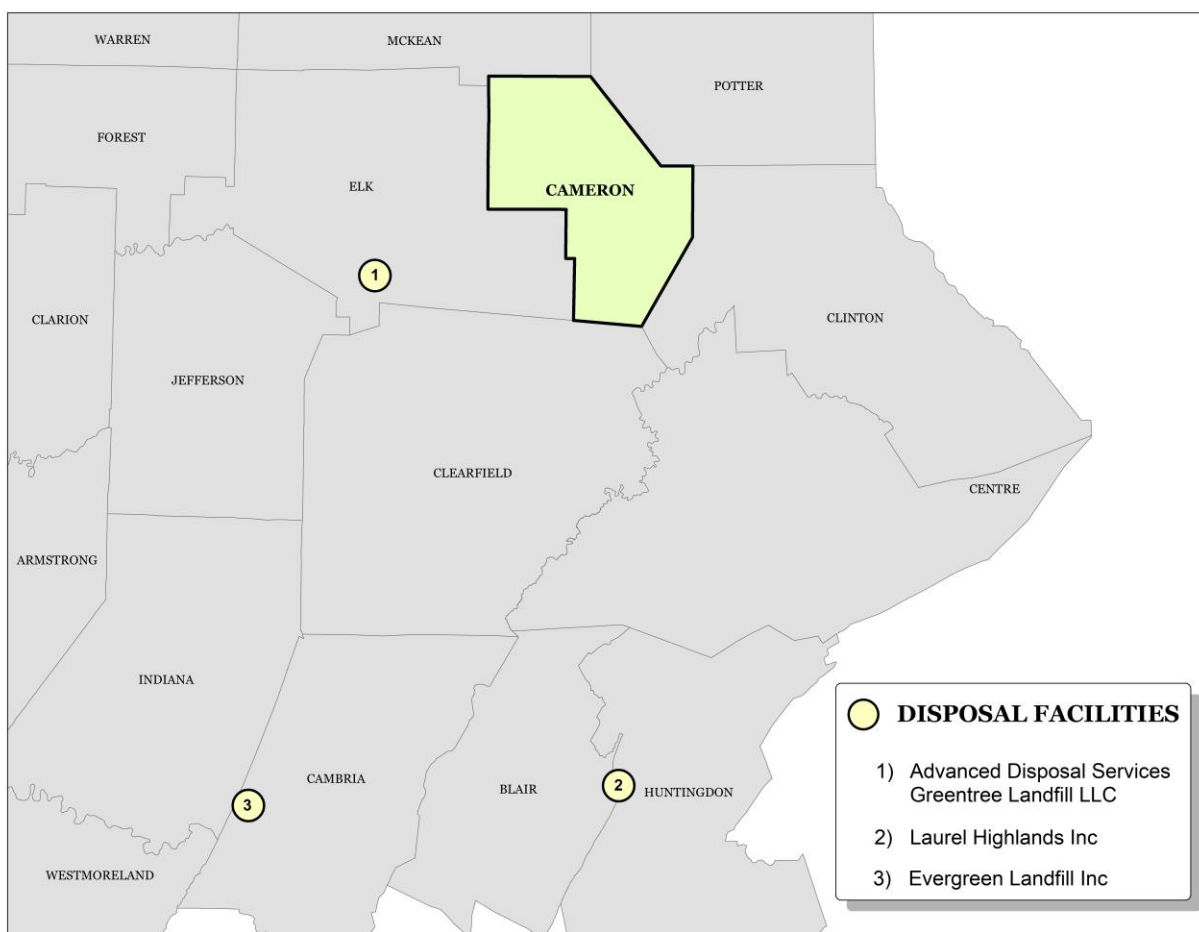 WARREN
MCKEAN
POTTER
FOREST
ELK
CAMERON
1
CLARION
CLINTON
JEFFERSON
CLEARFIELD
CENTRE
ARMSTRONG
INDIANA
CAMBRIA
BLAIR
2
HUNTINGDON
3
WESTMORELAND
DISPOSAL FACILITIES
1) Advanced Disposal Services
Greentree Landfill LLC
2) Laurel Highlands Inc
3) Evergreen Landfill Inc